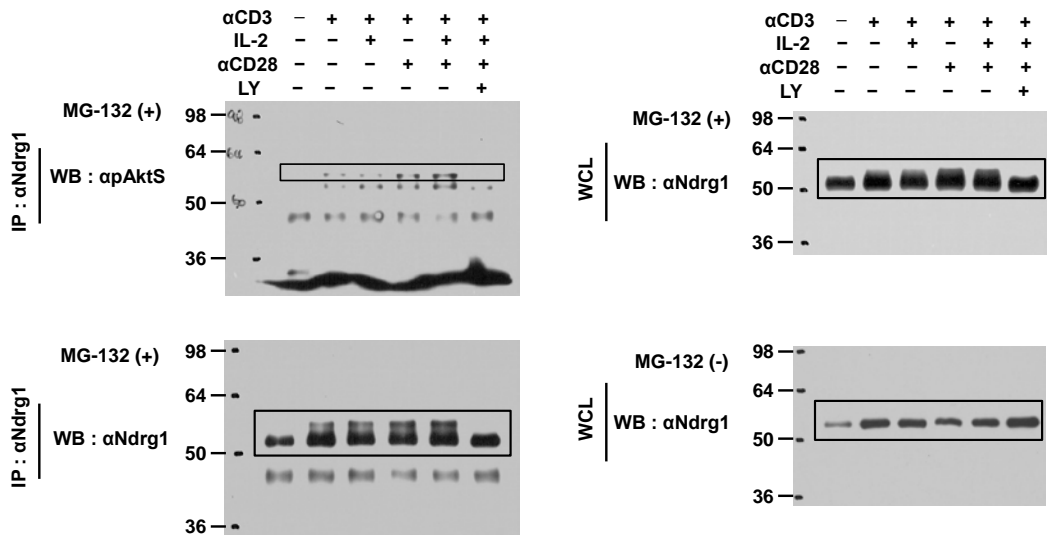 αCD3 – + + + + +
IL-2 – – + – + +
αCD28 – – – + + +
LY – – – – – +
MG-132 (+)
98
64
50
36
98
64
IP : αNdrg1
WB : αpAktS
MG-132 (+)
98
64
50
36
IP : αNdrg1
WB : αNdrg1
αCD3 – + + + + +
IL-2 – – + – + +
αCD28 – – – + + +
LY – – – – – +
MG-132 (+)
98
64
50
36
WCL
WB : αNdrg1
MG-132 (-)
98
64
50
36
WCL
WB : αNdrg1